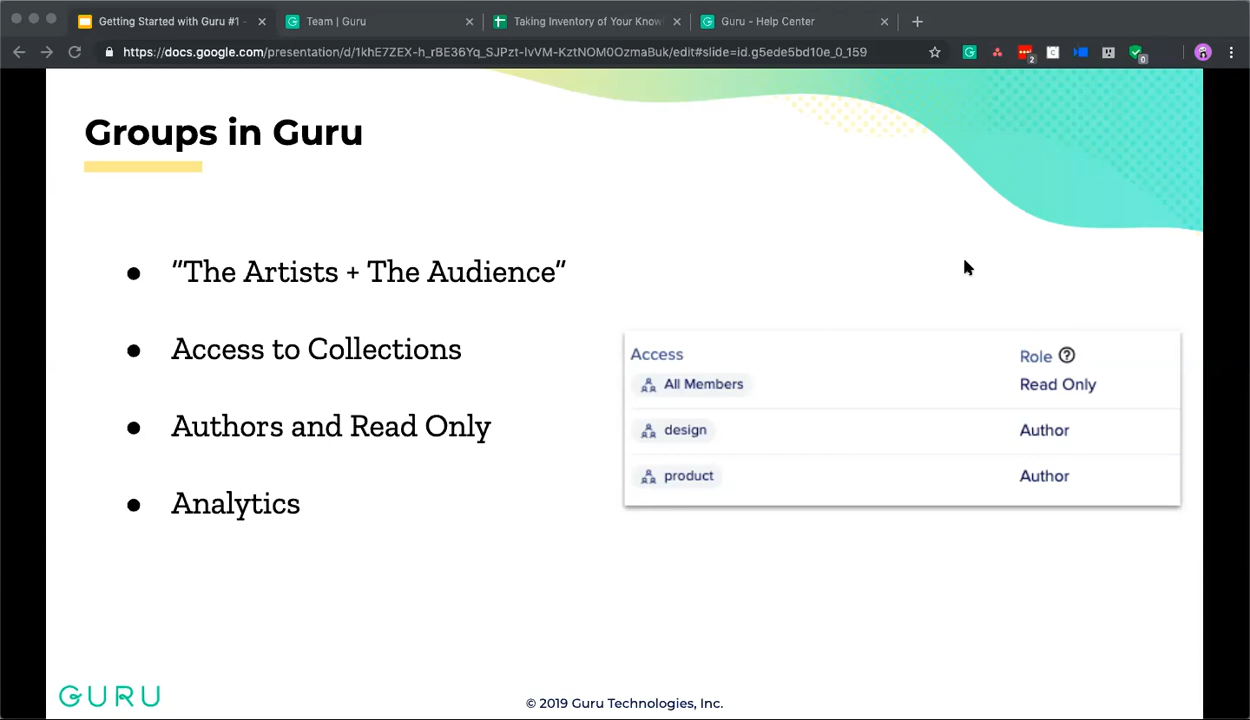 Getting Started with Guru #1 -
Team | Guru
Taking Inventory of Your Know
Guru - Help Center
https://docs.google.com/presentation/d/1khE7ZEX-h_rBE36Yq_SJPzt-lvVM-KztNOM0OzmaBuk/edit#slide=id.g5ede5bd10e_0_159
2
0
Groups in Guru
● “The Artists + The Audience”
● Access to Collections
● Authors and Read Only
● Analytics
Access Role ?
All Members Read Only
design Author
product Author
GURU
© 2019 Guru Technologies, Inc.